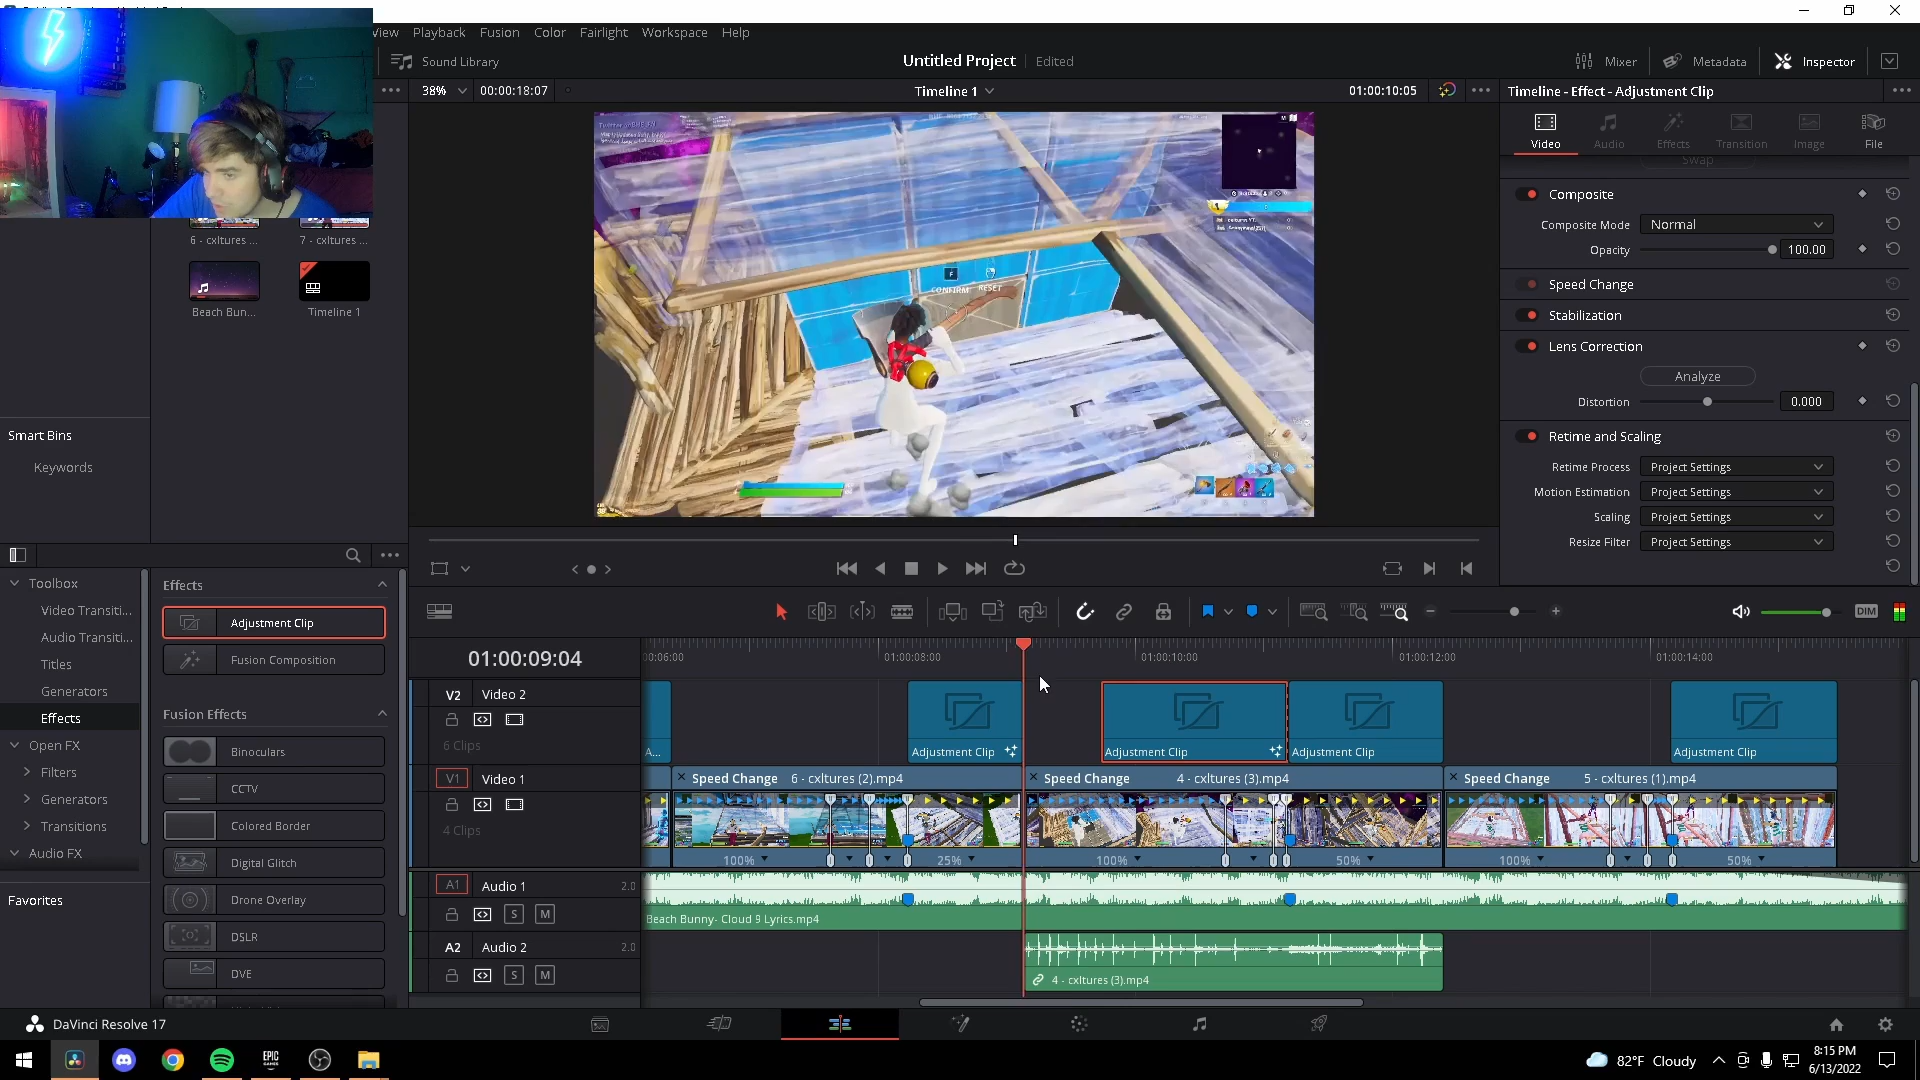 View Playback Fusion Color Fairlight Workspace Help
Sound Library
Untitled Project Edited
Mixer Metadata Inspector
38% 00:00:18:07 Timeline 1 01:00:10:05
Timeline - Effect - Adjustment Clip
Video Audio Effects Transition Image File
Swap
Composite
Composite Mode Normal
Opacity 100.00
Speed Change
Stabilization
Lens Correction
Analyze
Distortion 0.000
Retime and Scaling
Retime Process Project Settings
Motion Estimation Project Settings
Scaling Project Settings
Resize Filter Project Settings
6 - cxltures ... 7 - cxltures ...
Beach Bun... Timeline 1
Smart Bins
Keywords
F
CONFIRM RESET
M
Toolbox
Video Transiti...
Audio Transiti...
Titles
Generators
Effects
Open FX
Filters
Generators
Transitions
Audio FX
Favorites
Effects
Adjustment Clip
Fusion Composition
Fusion Effects
Binoculars
CCTV
Colored Border
Digital Glitch
Drone Overlay
DSLR
DVE
DIM
01:00:09:04
00:06:00 01:00:08:00 01:00:10:00 01:00:12:00 01:00:14:00
V2 Video 2
6 Clips
A... Adjustment Clip Adjustment Clip Adjustment Clip Adjustment Clip
V1 Video 1
4 Clips
Speed Change 6 - cxltures (2).mp4 Speed Change 4 - cxltures (3).mp4 Speed Change 5 - cxltures (1).mp4
100% 25% 100% 50% 100% 50%
A1 Audio 1 2.0
S M
Beach Bunny- Cloud 9 Lyrics.mp4
A2 Audio 2 2.0
S M
4 - cxltures (3).mp4
DaVinci Resolve 17
EPIC
GAMES
82°F Cloudy
8:15 PM
6/13/2022